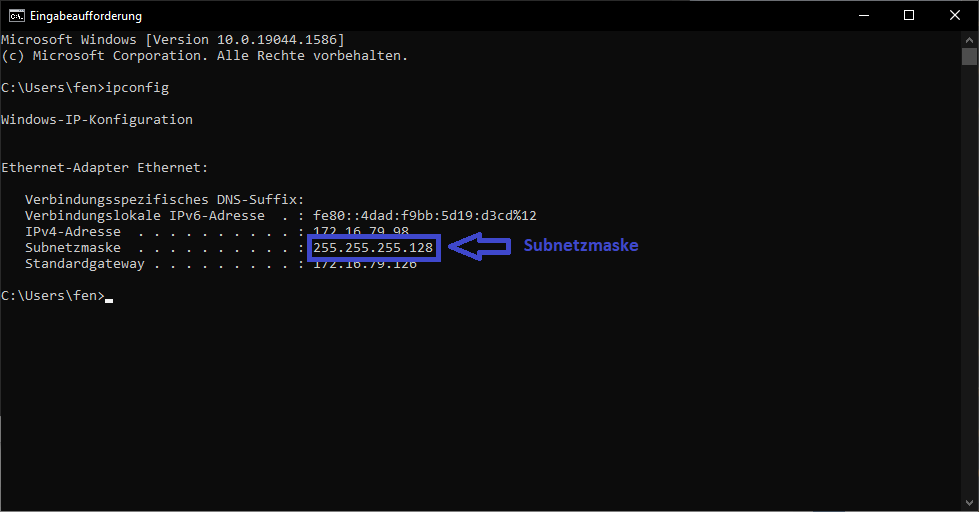 Eingabeaufforderung
Microsoft Windows [Version 10.0.19044.1586]
(c) Microsoft Corporation. Alle Rechte vorbehalten.
C:\Users\fen>ipconfig
Windows-IP-Konfiguration
Ethernet-Adapter Ethernet:
Verbindungsspezifisches DNS-Suffix:
Verbindungslokale IPv6-Adresse  . : fe80::4dad:f9bb:5d19:d3cd%12
IPv4-Adresse  . . . . . . . . . . : 172.16.79.98
Subnetzmaske  . . . . . . . . . . : 255.255.255.128 Subnetzmaske
Standardgateway . . . . . . . . . : 172.16.79.126
C:\Users\fen>